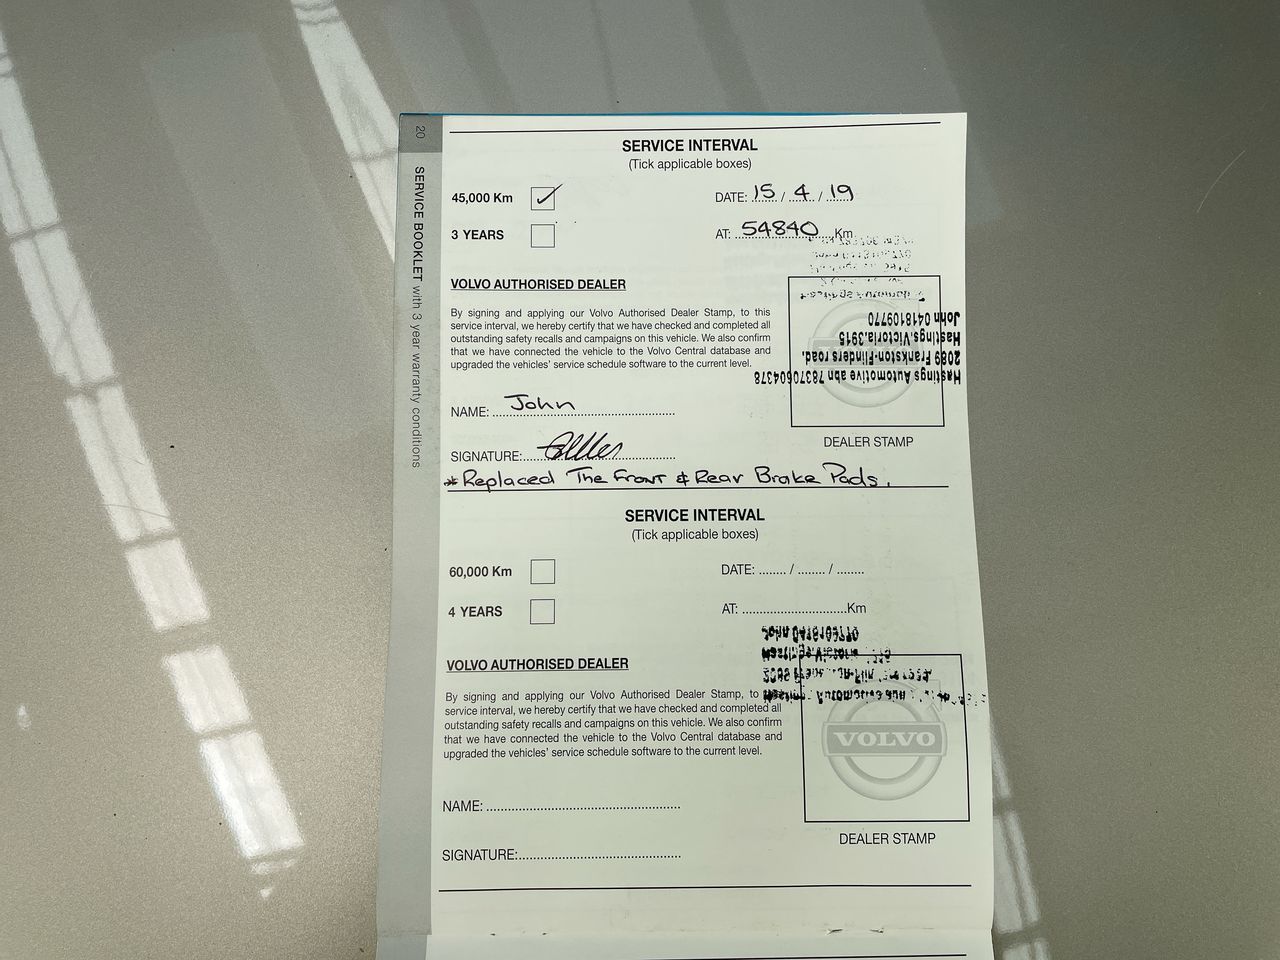 20
SERVICE BOOKLET with 3 year warranty conditions
SERVICE INTERVAL
(Tick applicable boxes)
45,000 Km
DATE: 15 / 4 / 19
3 YEARS
AT: 54840 Km
VOLVO AUTHORISED DEALER
By signing and applying our Volvo Authorised Dealer Stamp, to this
service interval, we hereby certify that we have checked and completed all
outstanding safety recalls and campaigns on this vehicle. We also confirm
that we have connected the vehicle to the Volvo Central database and
upgraded the vehicles' service schedule software to the current level.
Hastings Automotive abn 78370604378
2089 Frankston-Flinders road.
Hastings.Victoria.3915
John 0418109770
DEALER STAMP
NAME: John
SIGNATURE:
* Replaced The Front & Rear Brake Pads.
SERVICE INTERVAL
(Tick applicable boxes)
60,000 Km
DATE: ........ / ........ / ........
4 YEARS
AT: ............................Km
VOLVO AUTHORISED DEALER
By signing and applying our Volvo Authorised Dealer Stamp, to
service interval, we hereby certify that we have checked and completed all
outstanding safety recalls and campaigns on this vehicle. We also confirm
that we have connected the vehicle to the Volvo Central database and
upgraded the vehicles' service schedule software to the current level.
VOLVO
DEALER STAMP
NAME:
SIGNATURE: